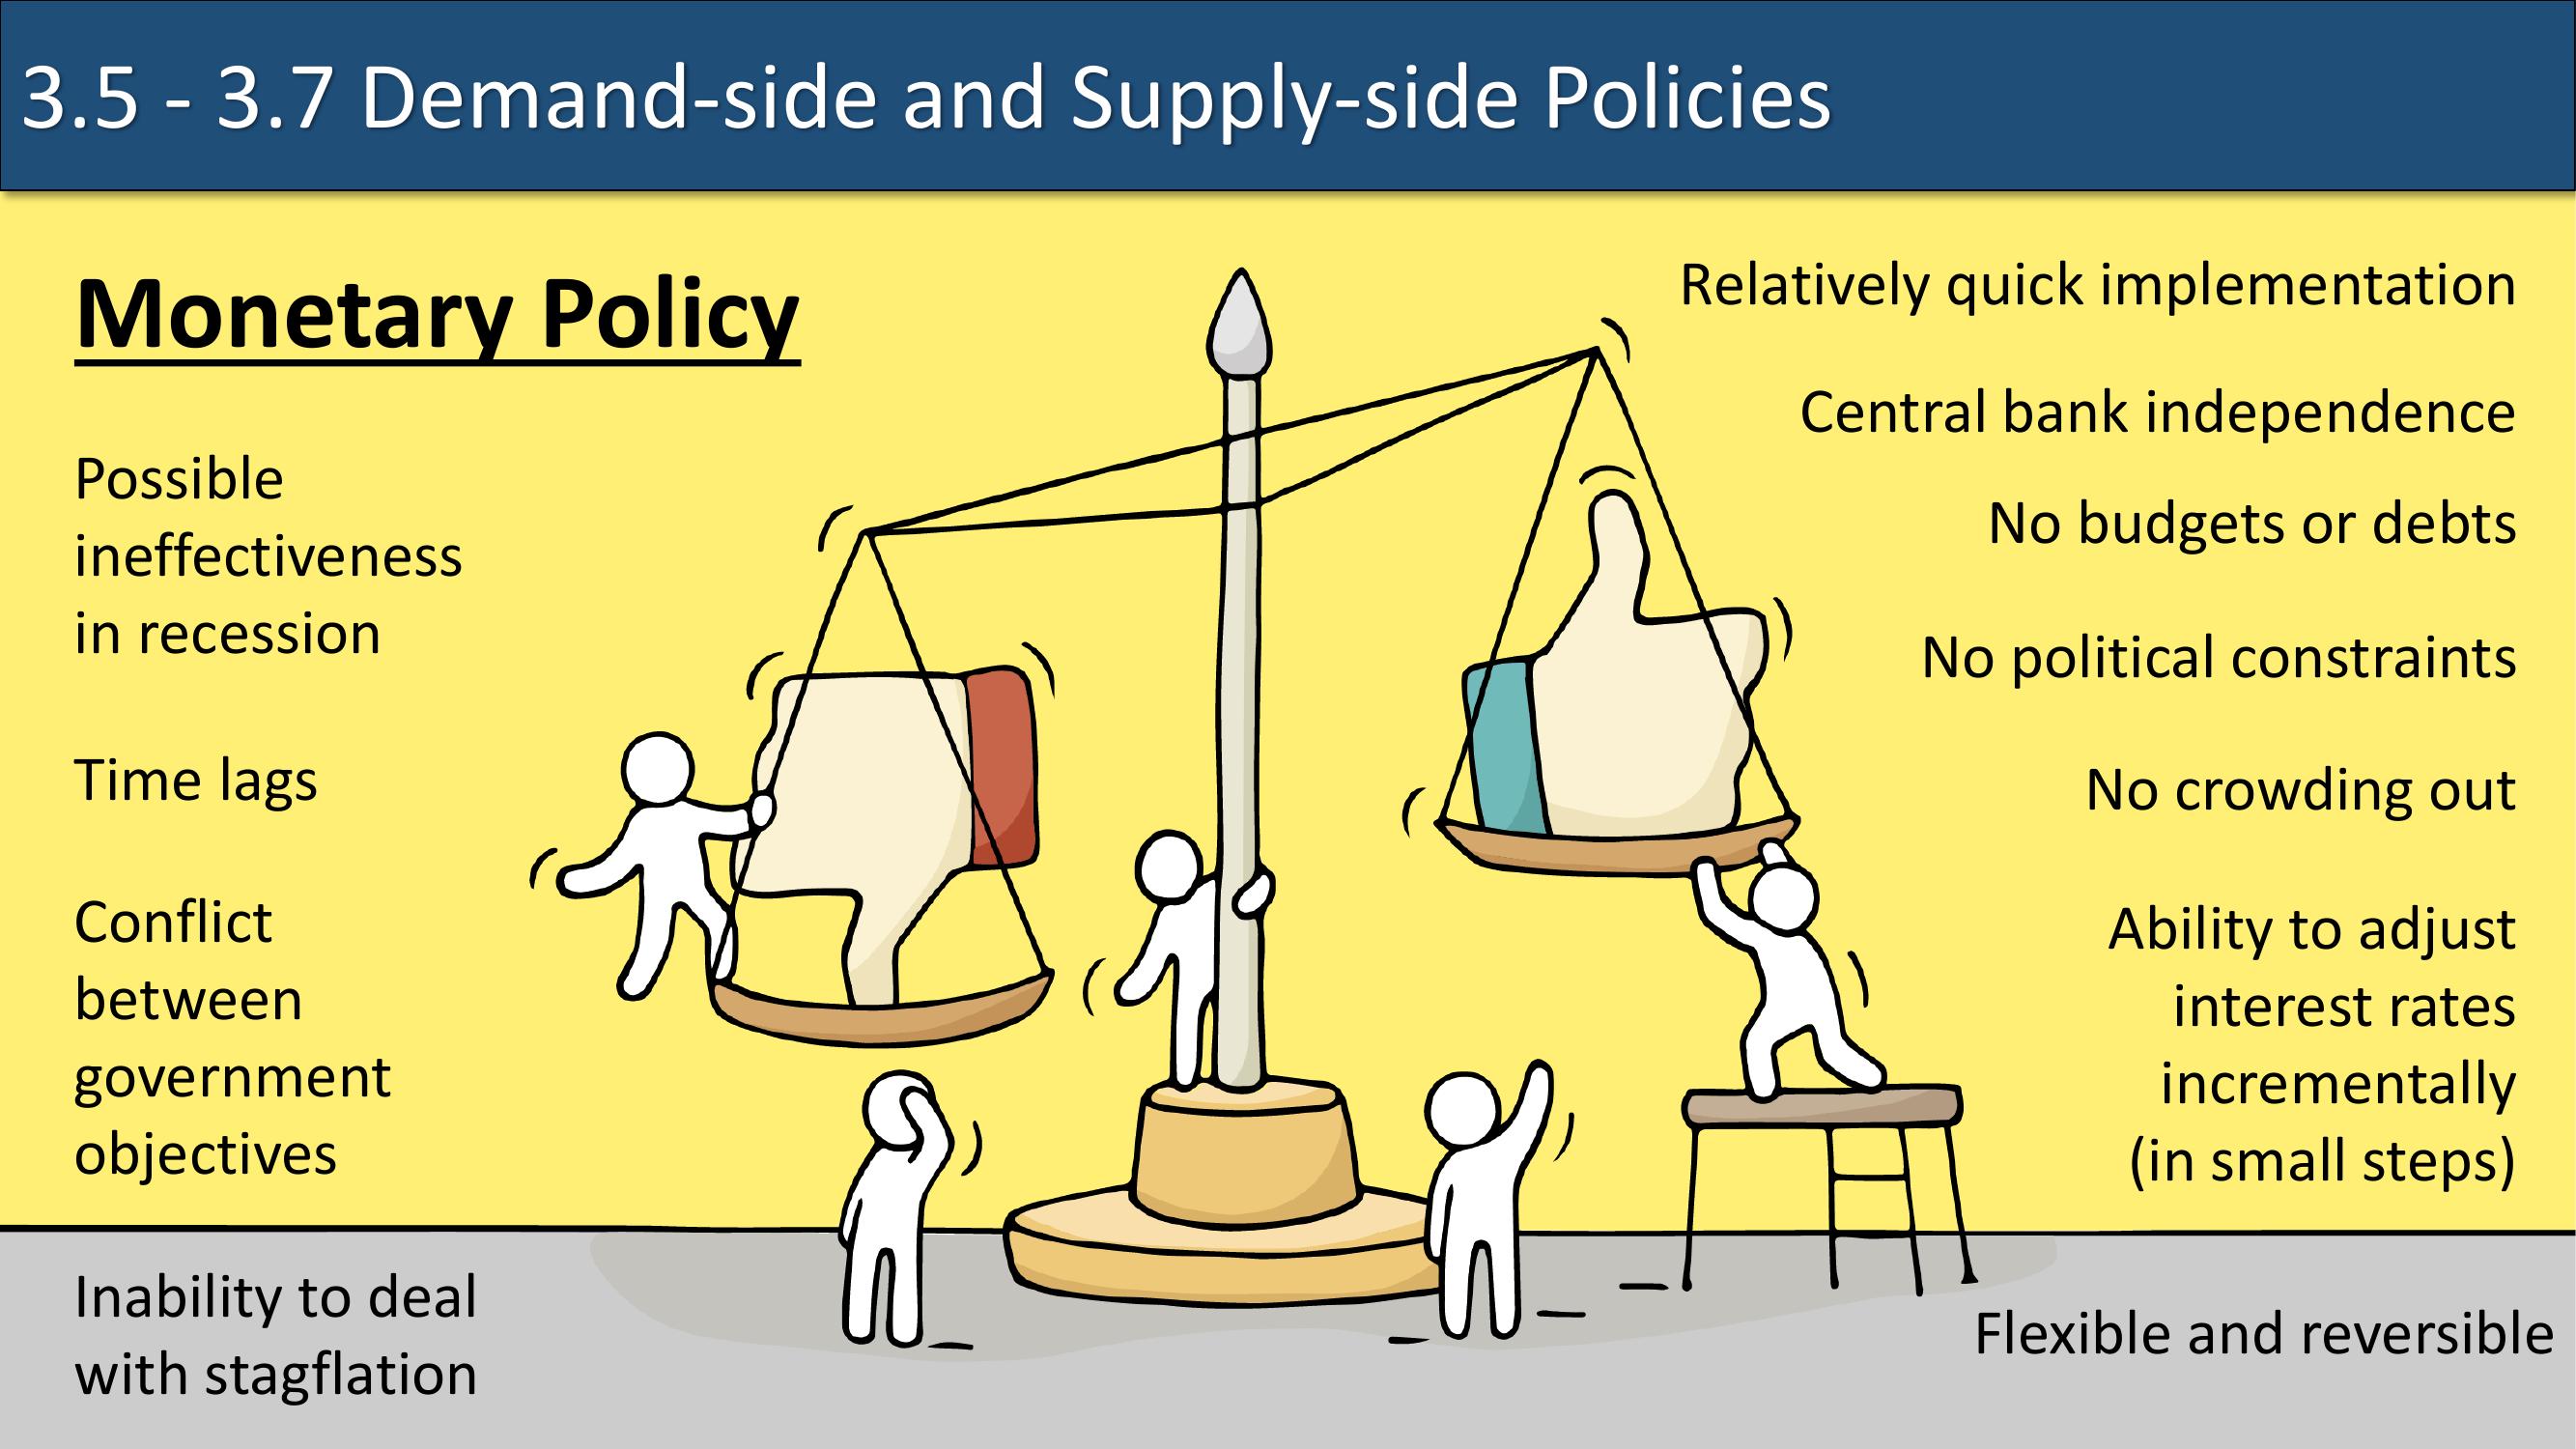 3.5 - 3.7 Demand-side and Supply-side Policies
Monetary Policy
Possible
ineffectiveness
in recession
Time lags
Conflict
between
government
objectives
Inability to deal
with stagflation
Relatively quick implementation
Central bank independence
No budgets or debts
No political constraints
No crowding out
Ability to adjust
interest rates
incrementally
(in small steps)
Flexible and reversible